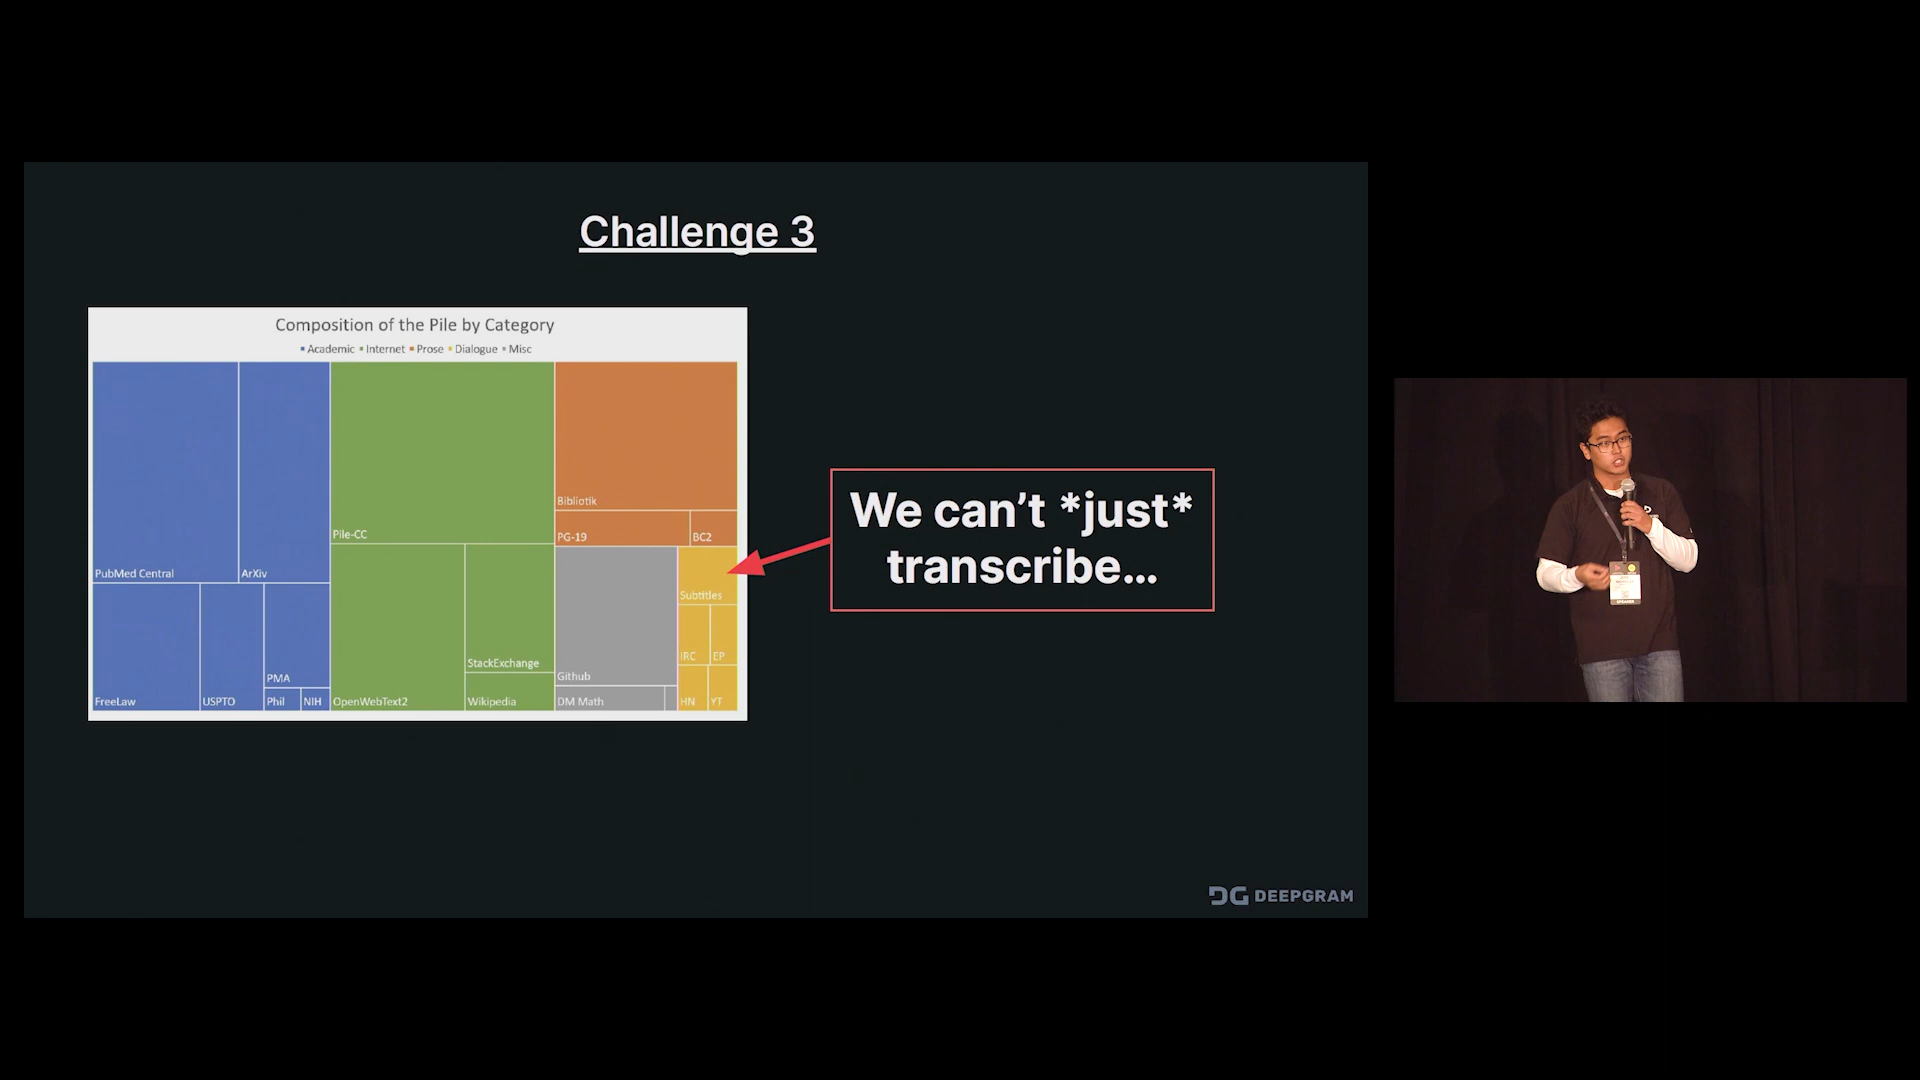 Challenge 3
Composition of the Pile by Category
Academic Internet Prose Dialogue Misc
PubMed Central
ArXiv
FreeLaw
USPTO
PMA
Phil
NIH
Pile-CC
OpenWebText2
StackExchange
Wikipedia
Bibliotik
PG-19
BC2
Github
DM Math
Subtitles
IRC
EP
HN
YT
We can’t *just*
transcribe...
DG DEEPGRAM